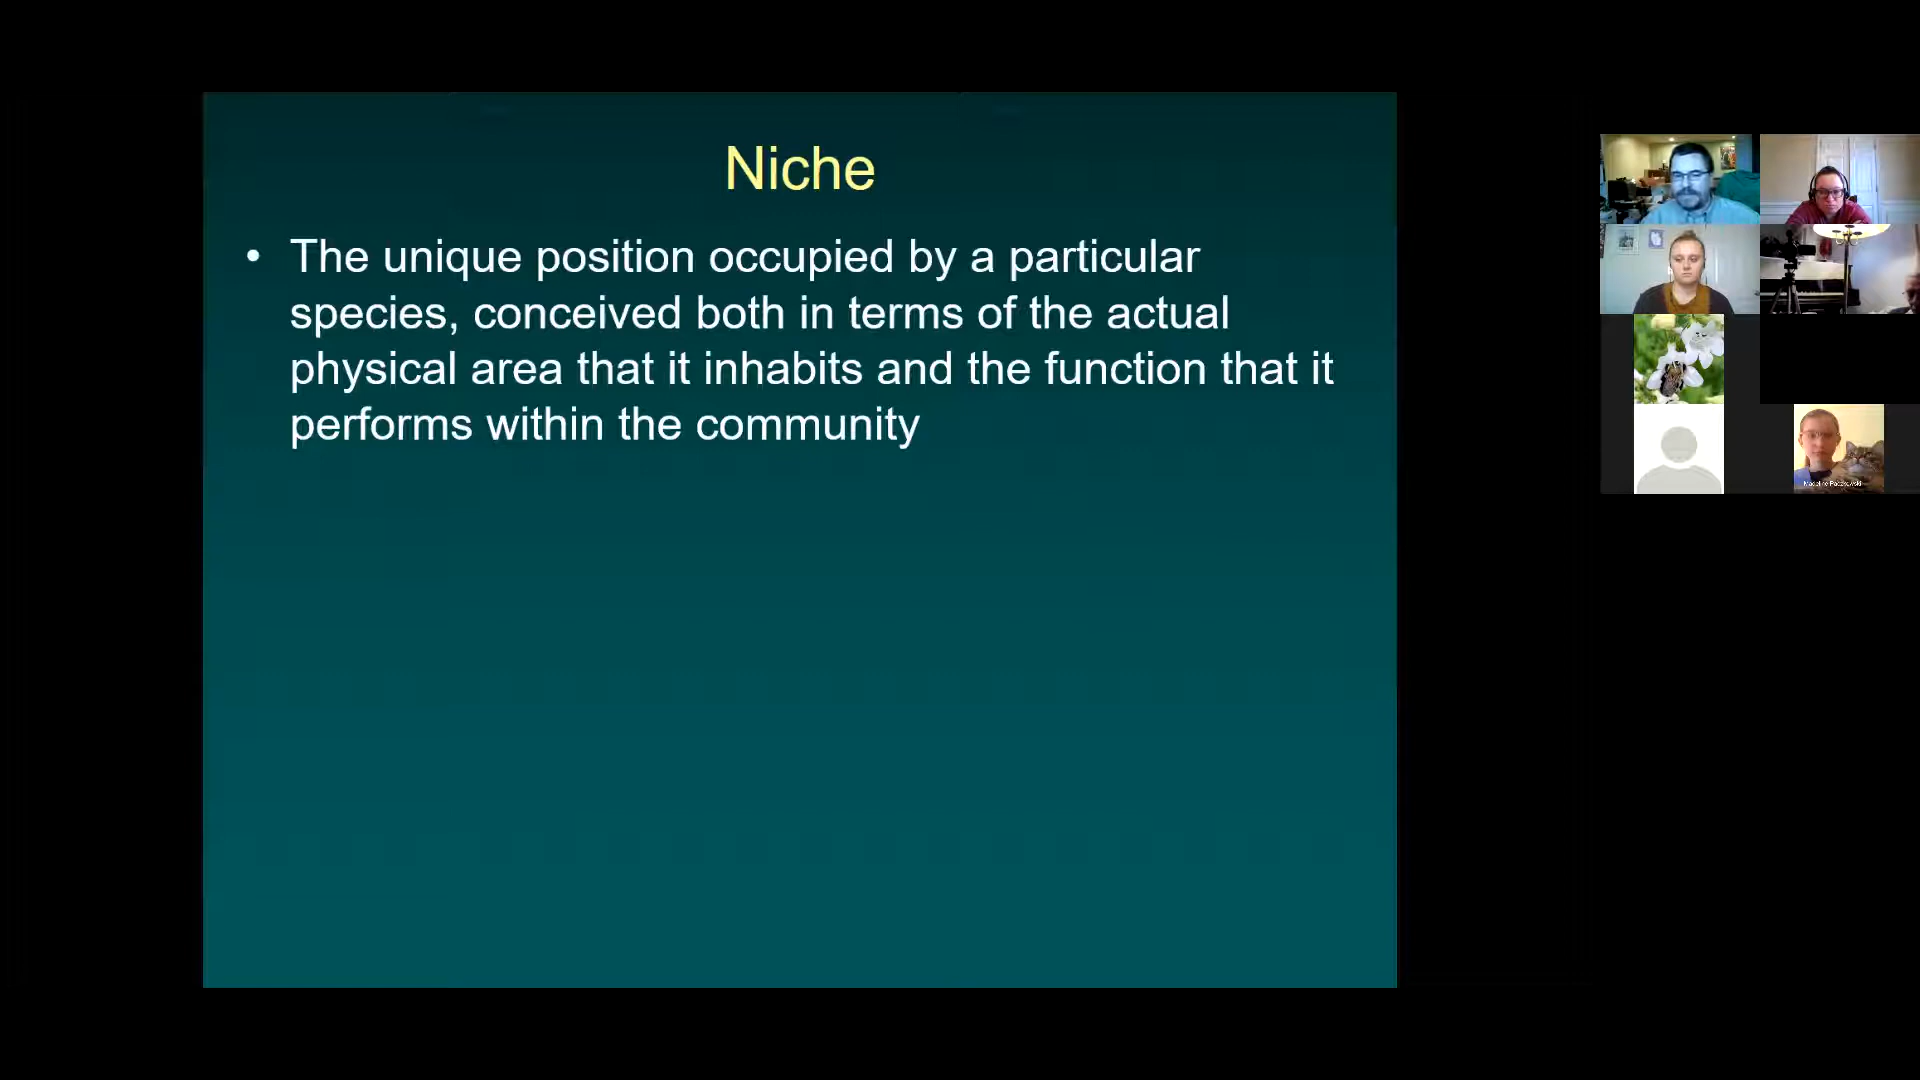 Niche
• The unique position occupied by a particular
species, conceived both in terms of the actual
physical area that it inhabits and the function that it
performs within the community